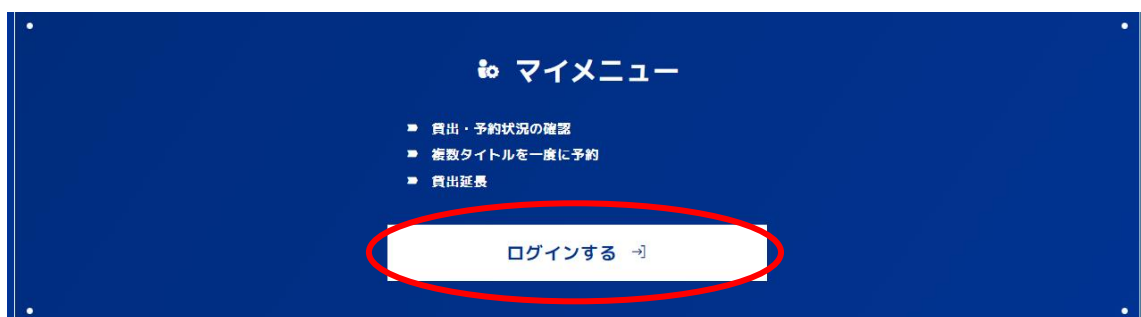 マイメニュー
貸出・予約状況の確認
複数タイトルを一度に予約
貸出延長
ログインする